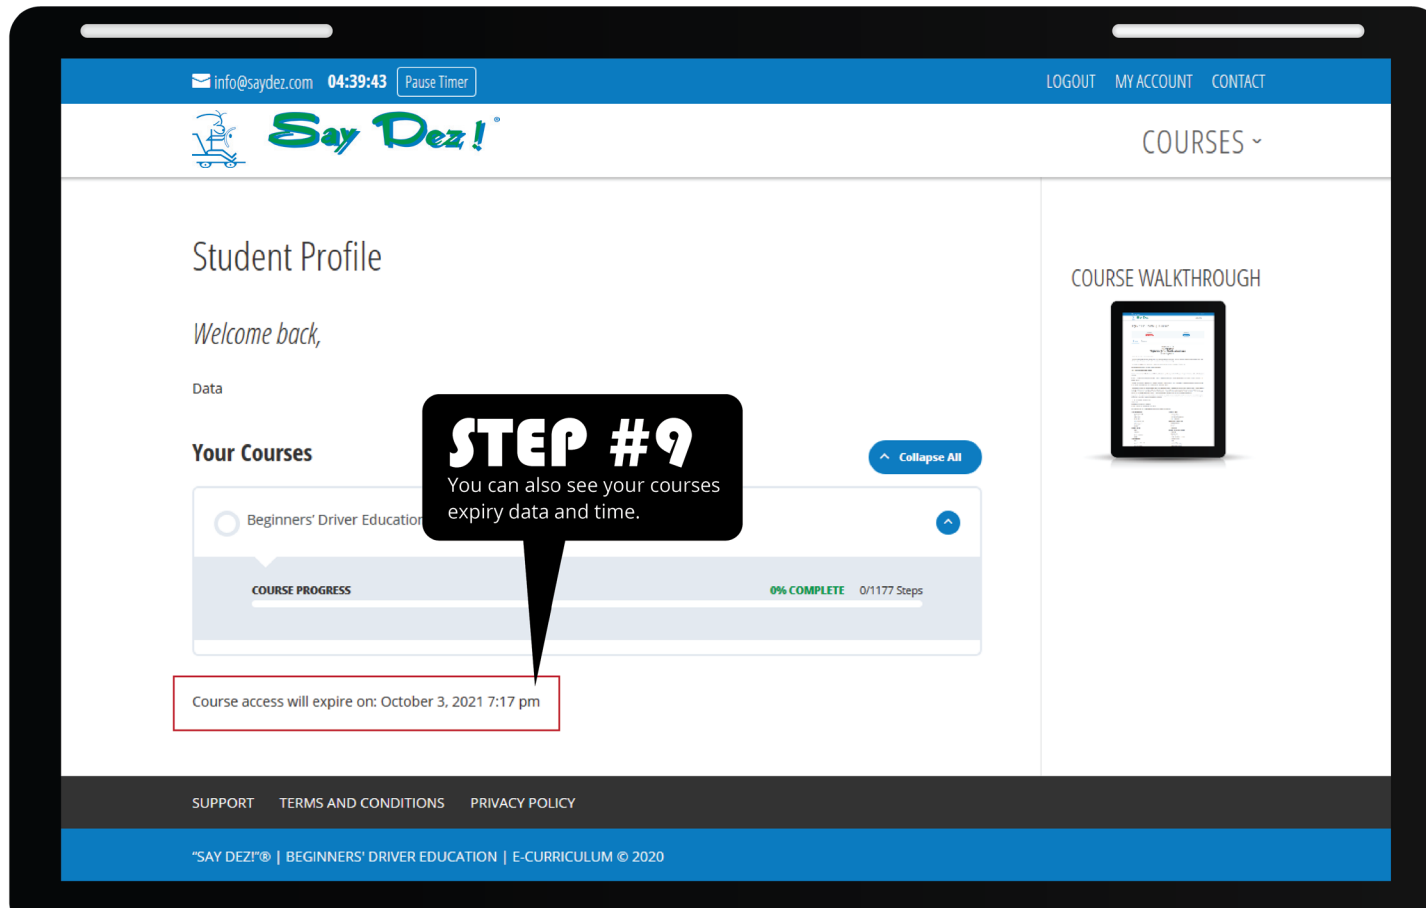 info@saydez.com 04:39:43 Pause Timer
LOGOUT MY ACCOUNT CONTACT
Say Dez! ®
COURSES
Student Profile
COURSE WALKTHROUGH
Welcome back,
Data
Your Courses
Collapse All
STEP #9
You can also see your courses
expiry data and time.
Beginners' Driver Education
COURSE PROGRESS
0% COMPLETE 0/1177 Steps
Course access will expire on: October 3, 2021 7:17 pm
SUPPORT TERMS AND CONDITIONS PRIVACY POLICY
“SAY DEZ!”® | BEGINNERS' DRIVER EDUCATION | E-CURRICULUM © 2020